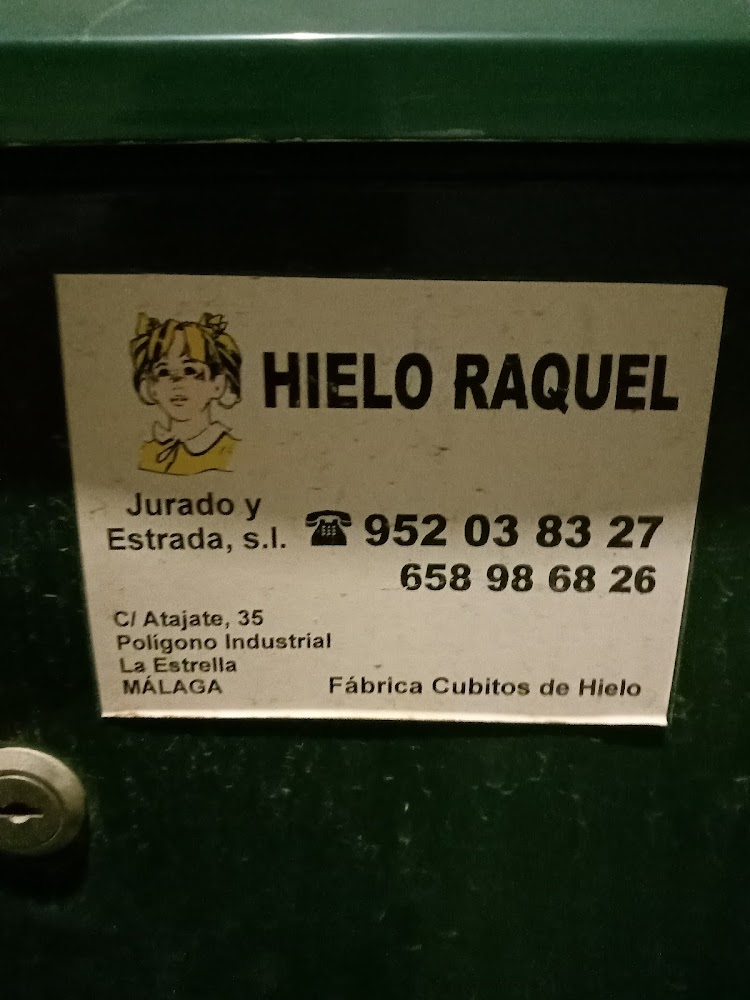 HIELO RAQUEL
Jurado y
Estrada, s.l.
☎ 952 03 83 27
658 98 68 26
C/ Atajate, 35
Polígono Industrial
La Estrella
MÁLAGA
Fábrica Cubitos de Hielo